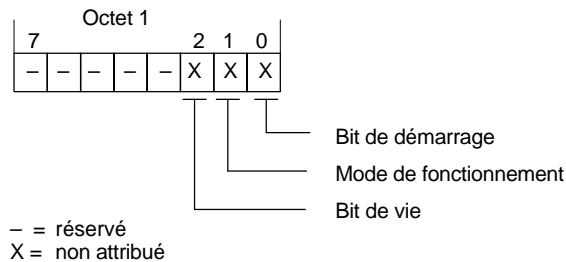 Octet 1
7 2 1 0
– – – – – X X X
Bit de démarrage
Mode de fonctionnement
Bit de vie
– = réservé
X = non attribué